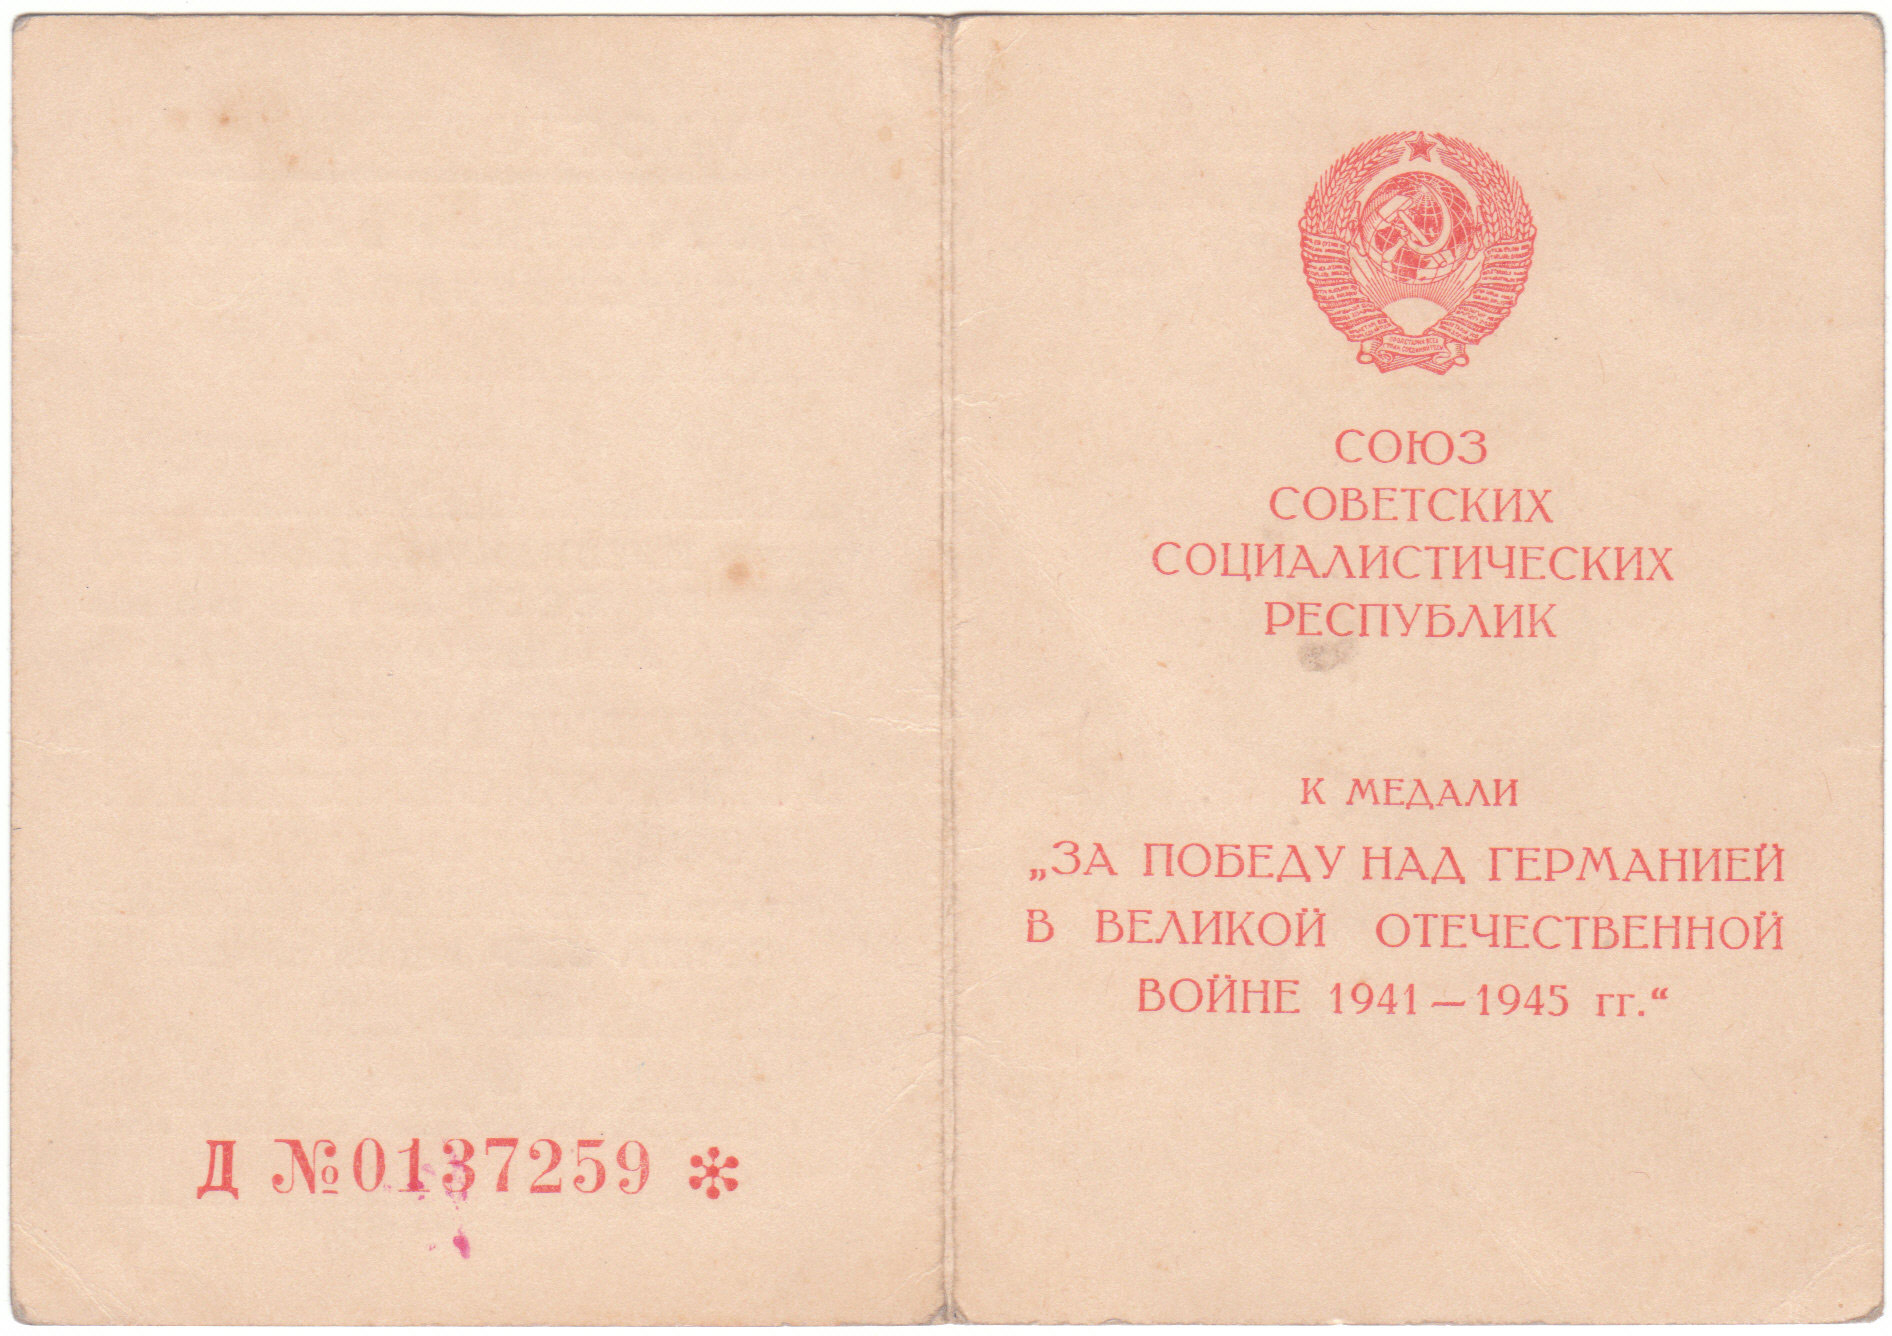 Д №0137259 *
СОЮЗ
СОВЕТСКИХ
СОЦИАЛИСТИЧЕСКИХ
РЕСПУБЛИК
К МЕДАЛИ
„ЗА ПОБЕДУ НАД ГЕРМАНИЕЙ
В ВЕЛИКОЙ ОТЕЧЕСТВЕННОЙ
ВОЙНЕ 1941—1945 гг.“